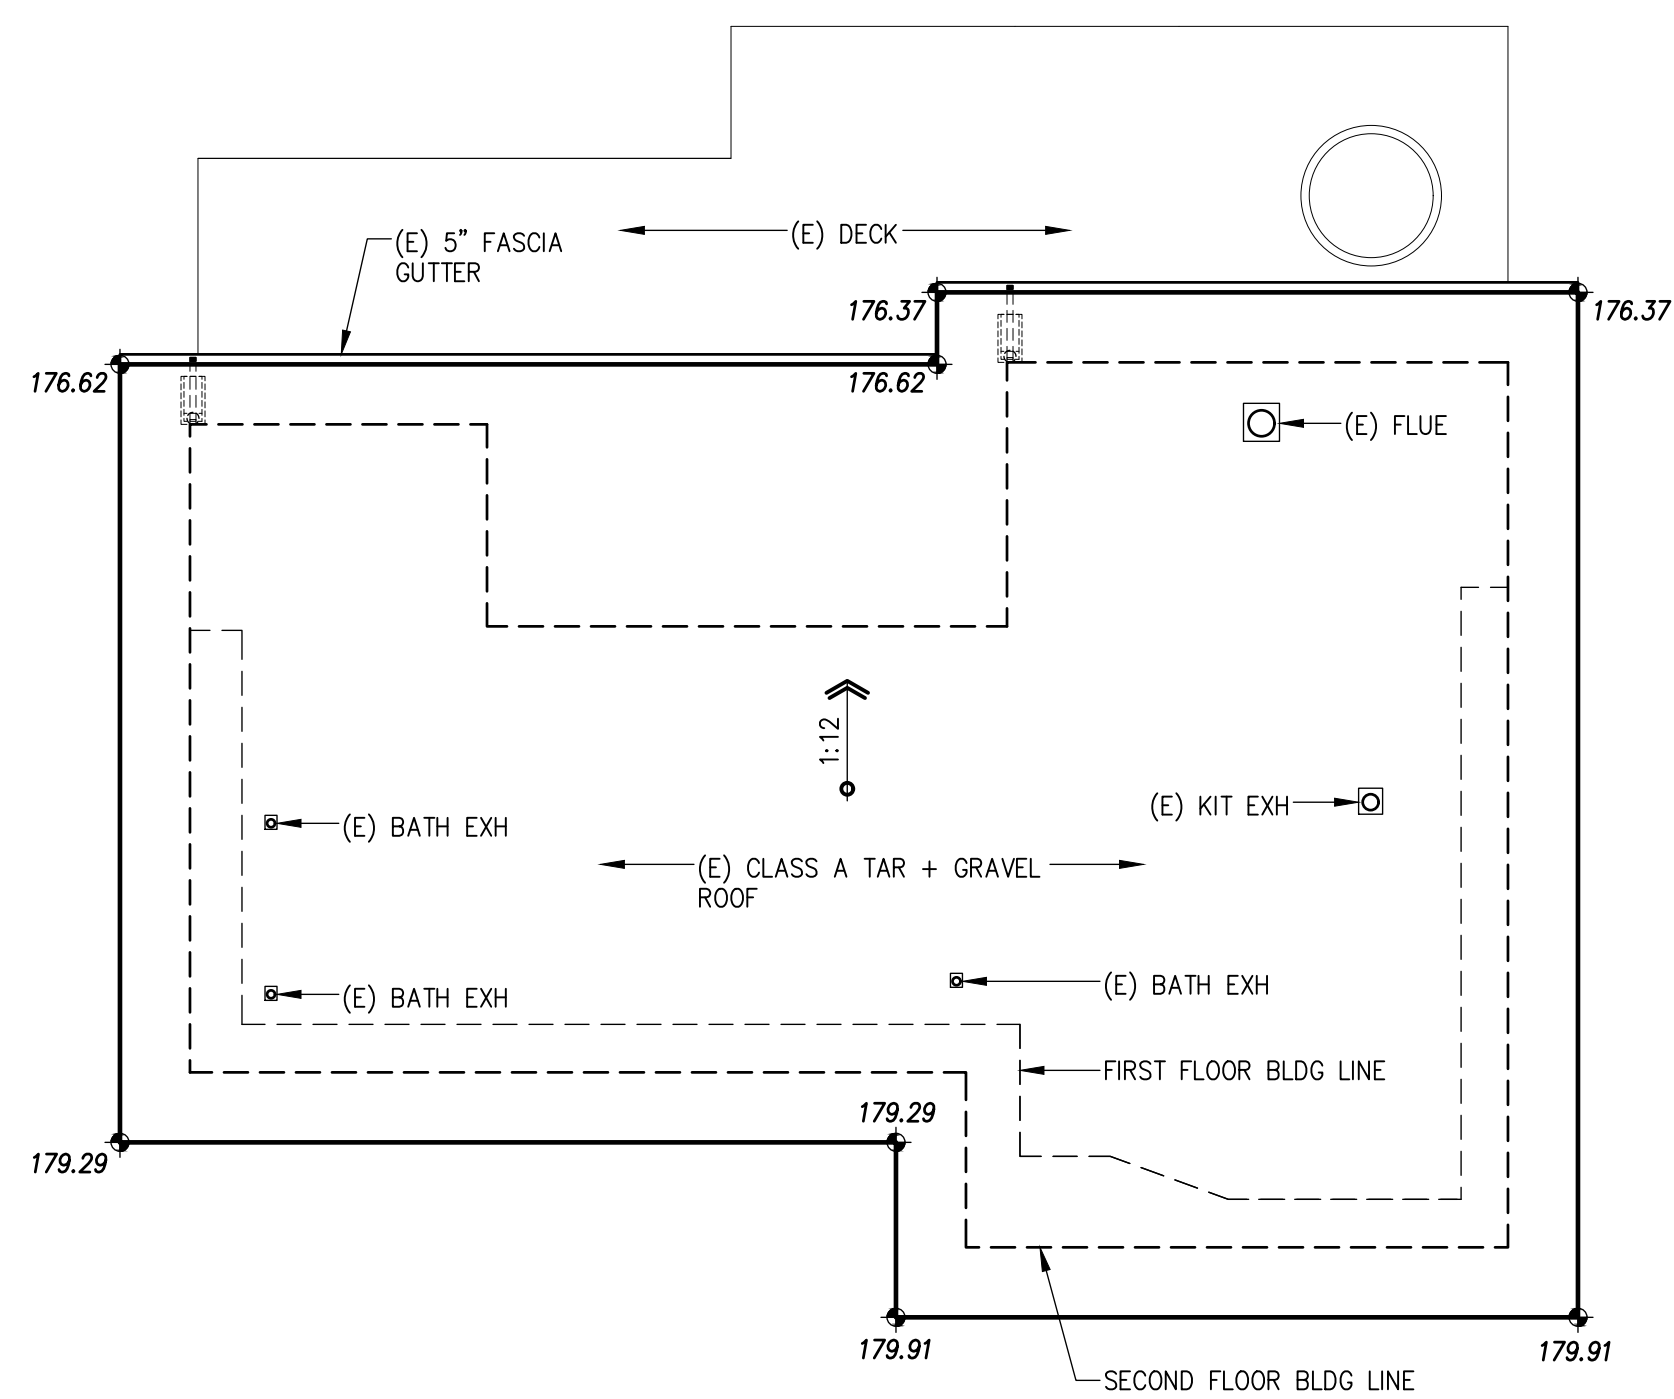 (E) DECK
(E) 5" FASCIA
GUTTER
176.37
176.37
176.62
176.62
(E) FLUE
1:12
(E) KIT EXH
(E) BATH EXH
(E) CLASS A TAR + GRAVEL
ROOF
(E) BATH EXH
(E) BATH EXH
FIRST FLOOR BLDG LINE
179.29
179.29
179.91
179.91
SECOND FLOOR BLDG LINE